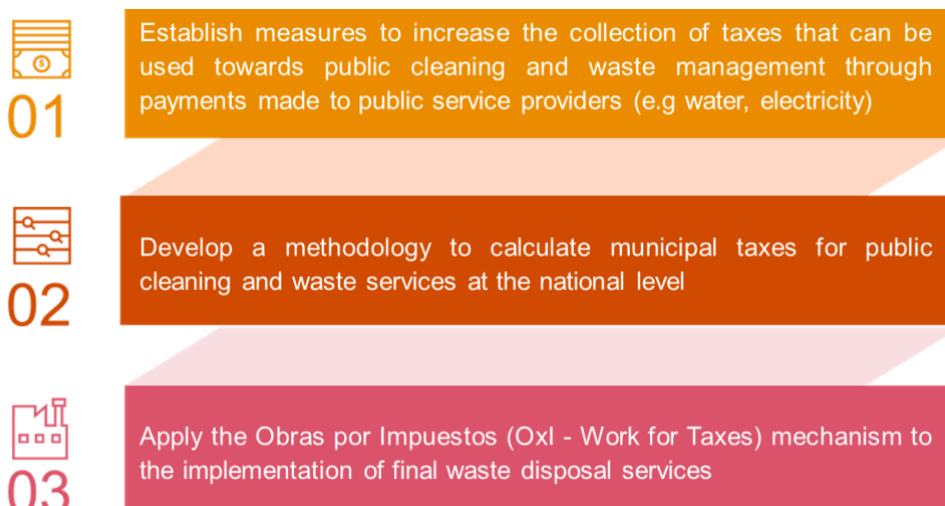 01
Establish measures to increase the collection of taxes that can be
used towards public cleaning and waste management through
payments made to public service providers (e.g water, electricity)
02
Develop a methodology to calculate municipal taxes for public
cleaning and waste services at the national level
03
Apply the Obras por Impuestos (OxI - Work for Taxes) mechanism to
the implementation of final waste disposal services